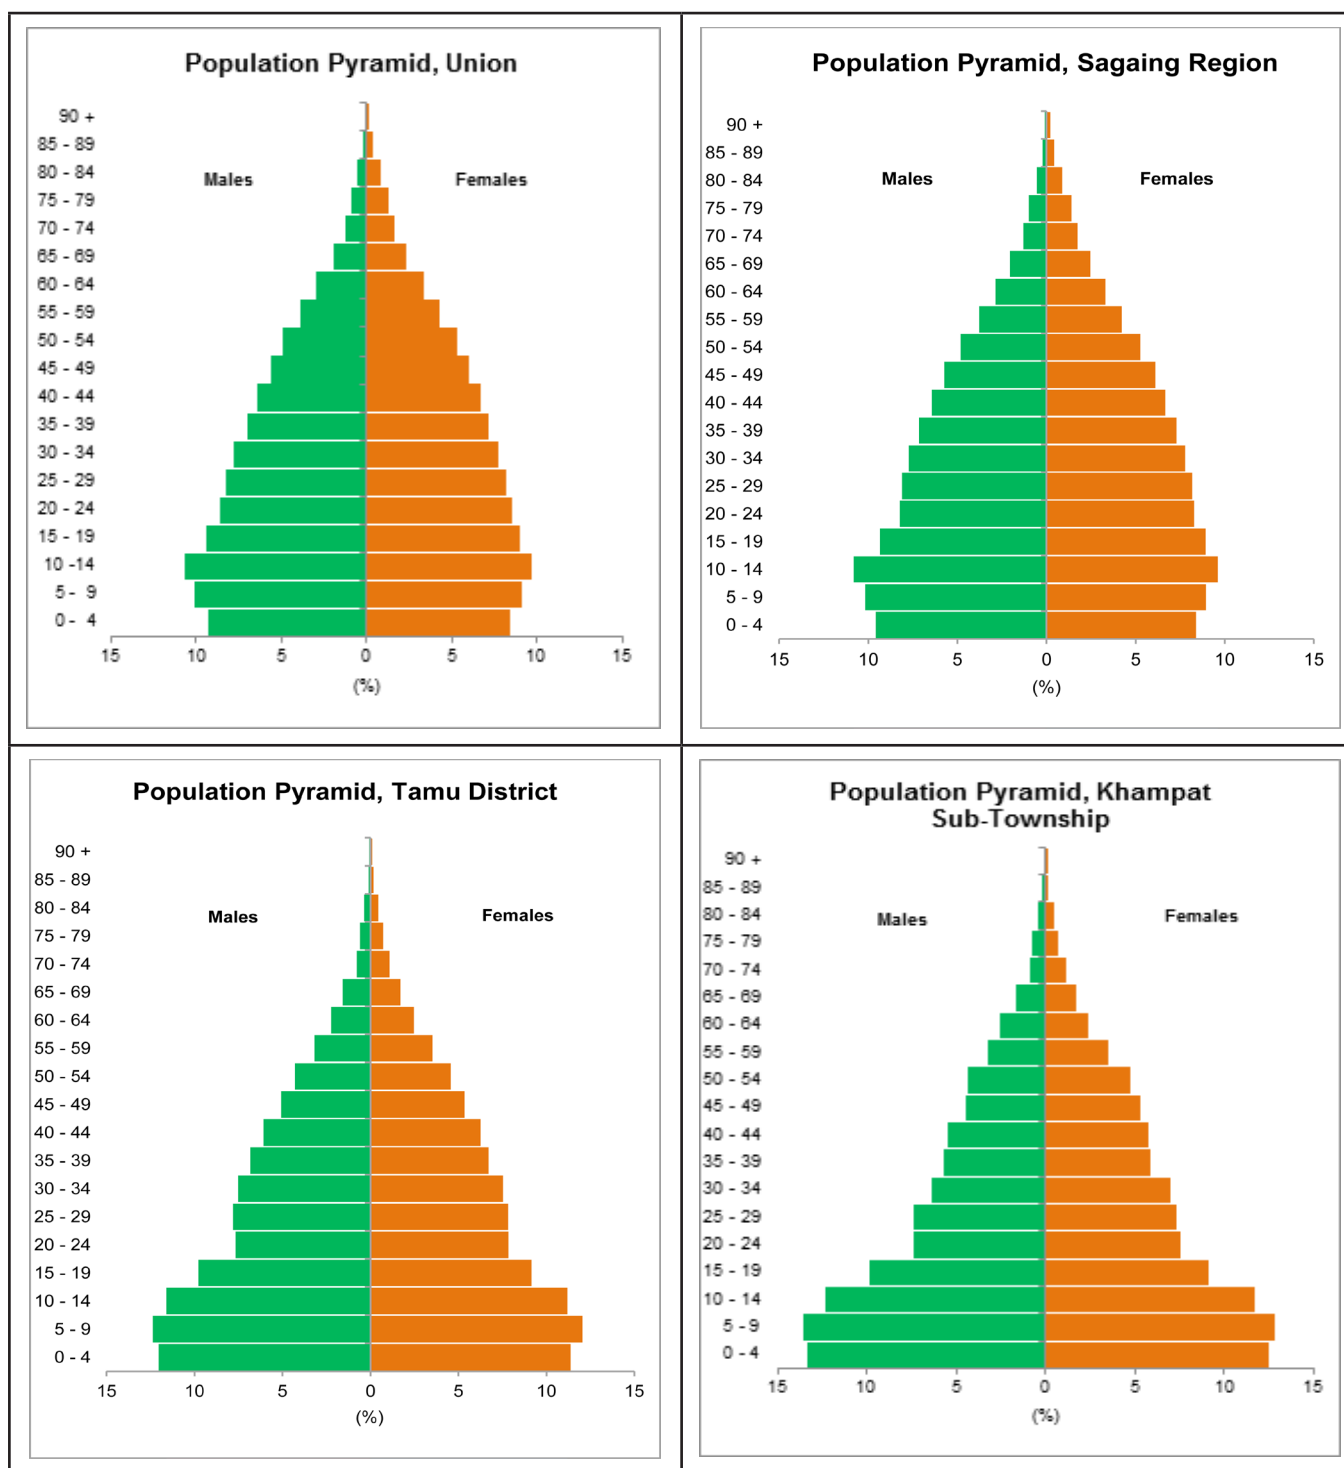 Population Pyramid, Union
90 +
85 - 89
80 - 84
75 - 79
70 - 74
65 - 69
60 - 64
55 - 59
50 - 54
45 - 49
40 - 44
35 - 39
30 - 34
25 - 29
20 - 24
15 - 19
10 -14
5 - 9
0 - 4
Males
Females
15 10 5 0 5 10 15
(%)
Population Pyramid, Sagaing Region
90 +
85 - 89
80 - 84
75 - 79
70 - 74
65 - 69
60 - 64
55 - 59
50 - 54
45 - 49
40 - 44
35 - 39
30 - 34
25 - 29
20 - 24
15 - 19
10 - 14
5 - 9
0 - 4
Males
Females
15 10 5 0 5 10 15
(%)
Population Pyramid, Tamu District
90 +
85 - 89
80 - 84
75 - 79
70 - 74
65 - 69
60 - 64
55 - 59
50 - 54
45 - 49
40 - 44
35 - 39
30 - 34
25 - 29
20 - 24
15 - 19
10 - 14
5 - 9
0 - 4
Males
Females
15 10 5 0 5 10 15
(%)
Population Pyramid, Khampat
Sub-Township
90 +
85 - 89
80 - 84
75 - 79
70 - 74
65 - 69
60 - 64
55 - 59
50 - 54
45 - 49
40 - 44
35 - 39
30 - 34
25 - 29
20 - 24
15 - 19
10 - 14
5 - 9
0 - 4
Males
Females
15 10 5 0 5 10 15
(%)